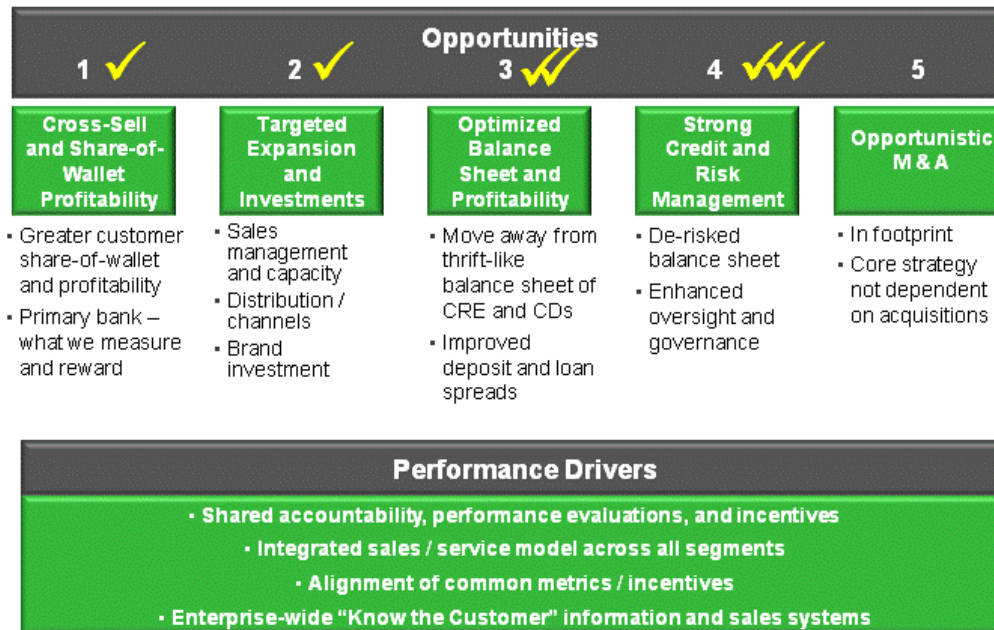 Opportunities
1
2
3
4
5
Cross-Sell
and Share-of-
Wallet
Profitability
Targeted
Expansion
and
Investments
Optimized
Balance
Sheet and
Profitability
Strong
Credit and
Risk
Management
Opportunistic
M & A
▪ Greater customer
share-of-wallet
and profitability
▪ Primary bank –
what we measure
and reward
▪ Sales
management
and capacity
▪ Distribution /
channels
▪ Brand
investment
▪ Move away from
thrift-like
balance sheet of
CRE and CDs
▪ Improved
deposit and loan
spreads
▪ De-risked
balance sheet
▪ Enhanced
oversight and
governance
▪ In footprint
▪ Core strategy
not dependent
on acquisitions
Performance Drivers
▪ Shared accountability, performance evaluations, and incentives
▪ Integrated sales / service model across all segments
▪ Alignment of common metrics / incentives
▪ Enterprise-wide “Know the Customer” information and sales systems